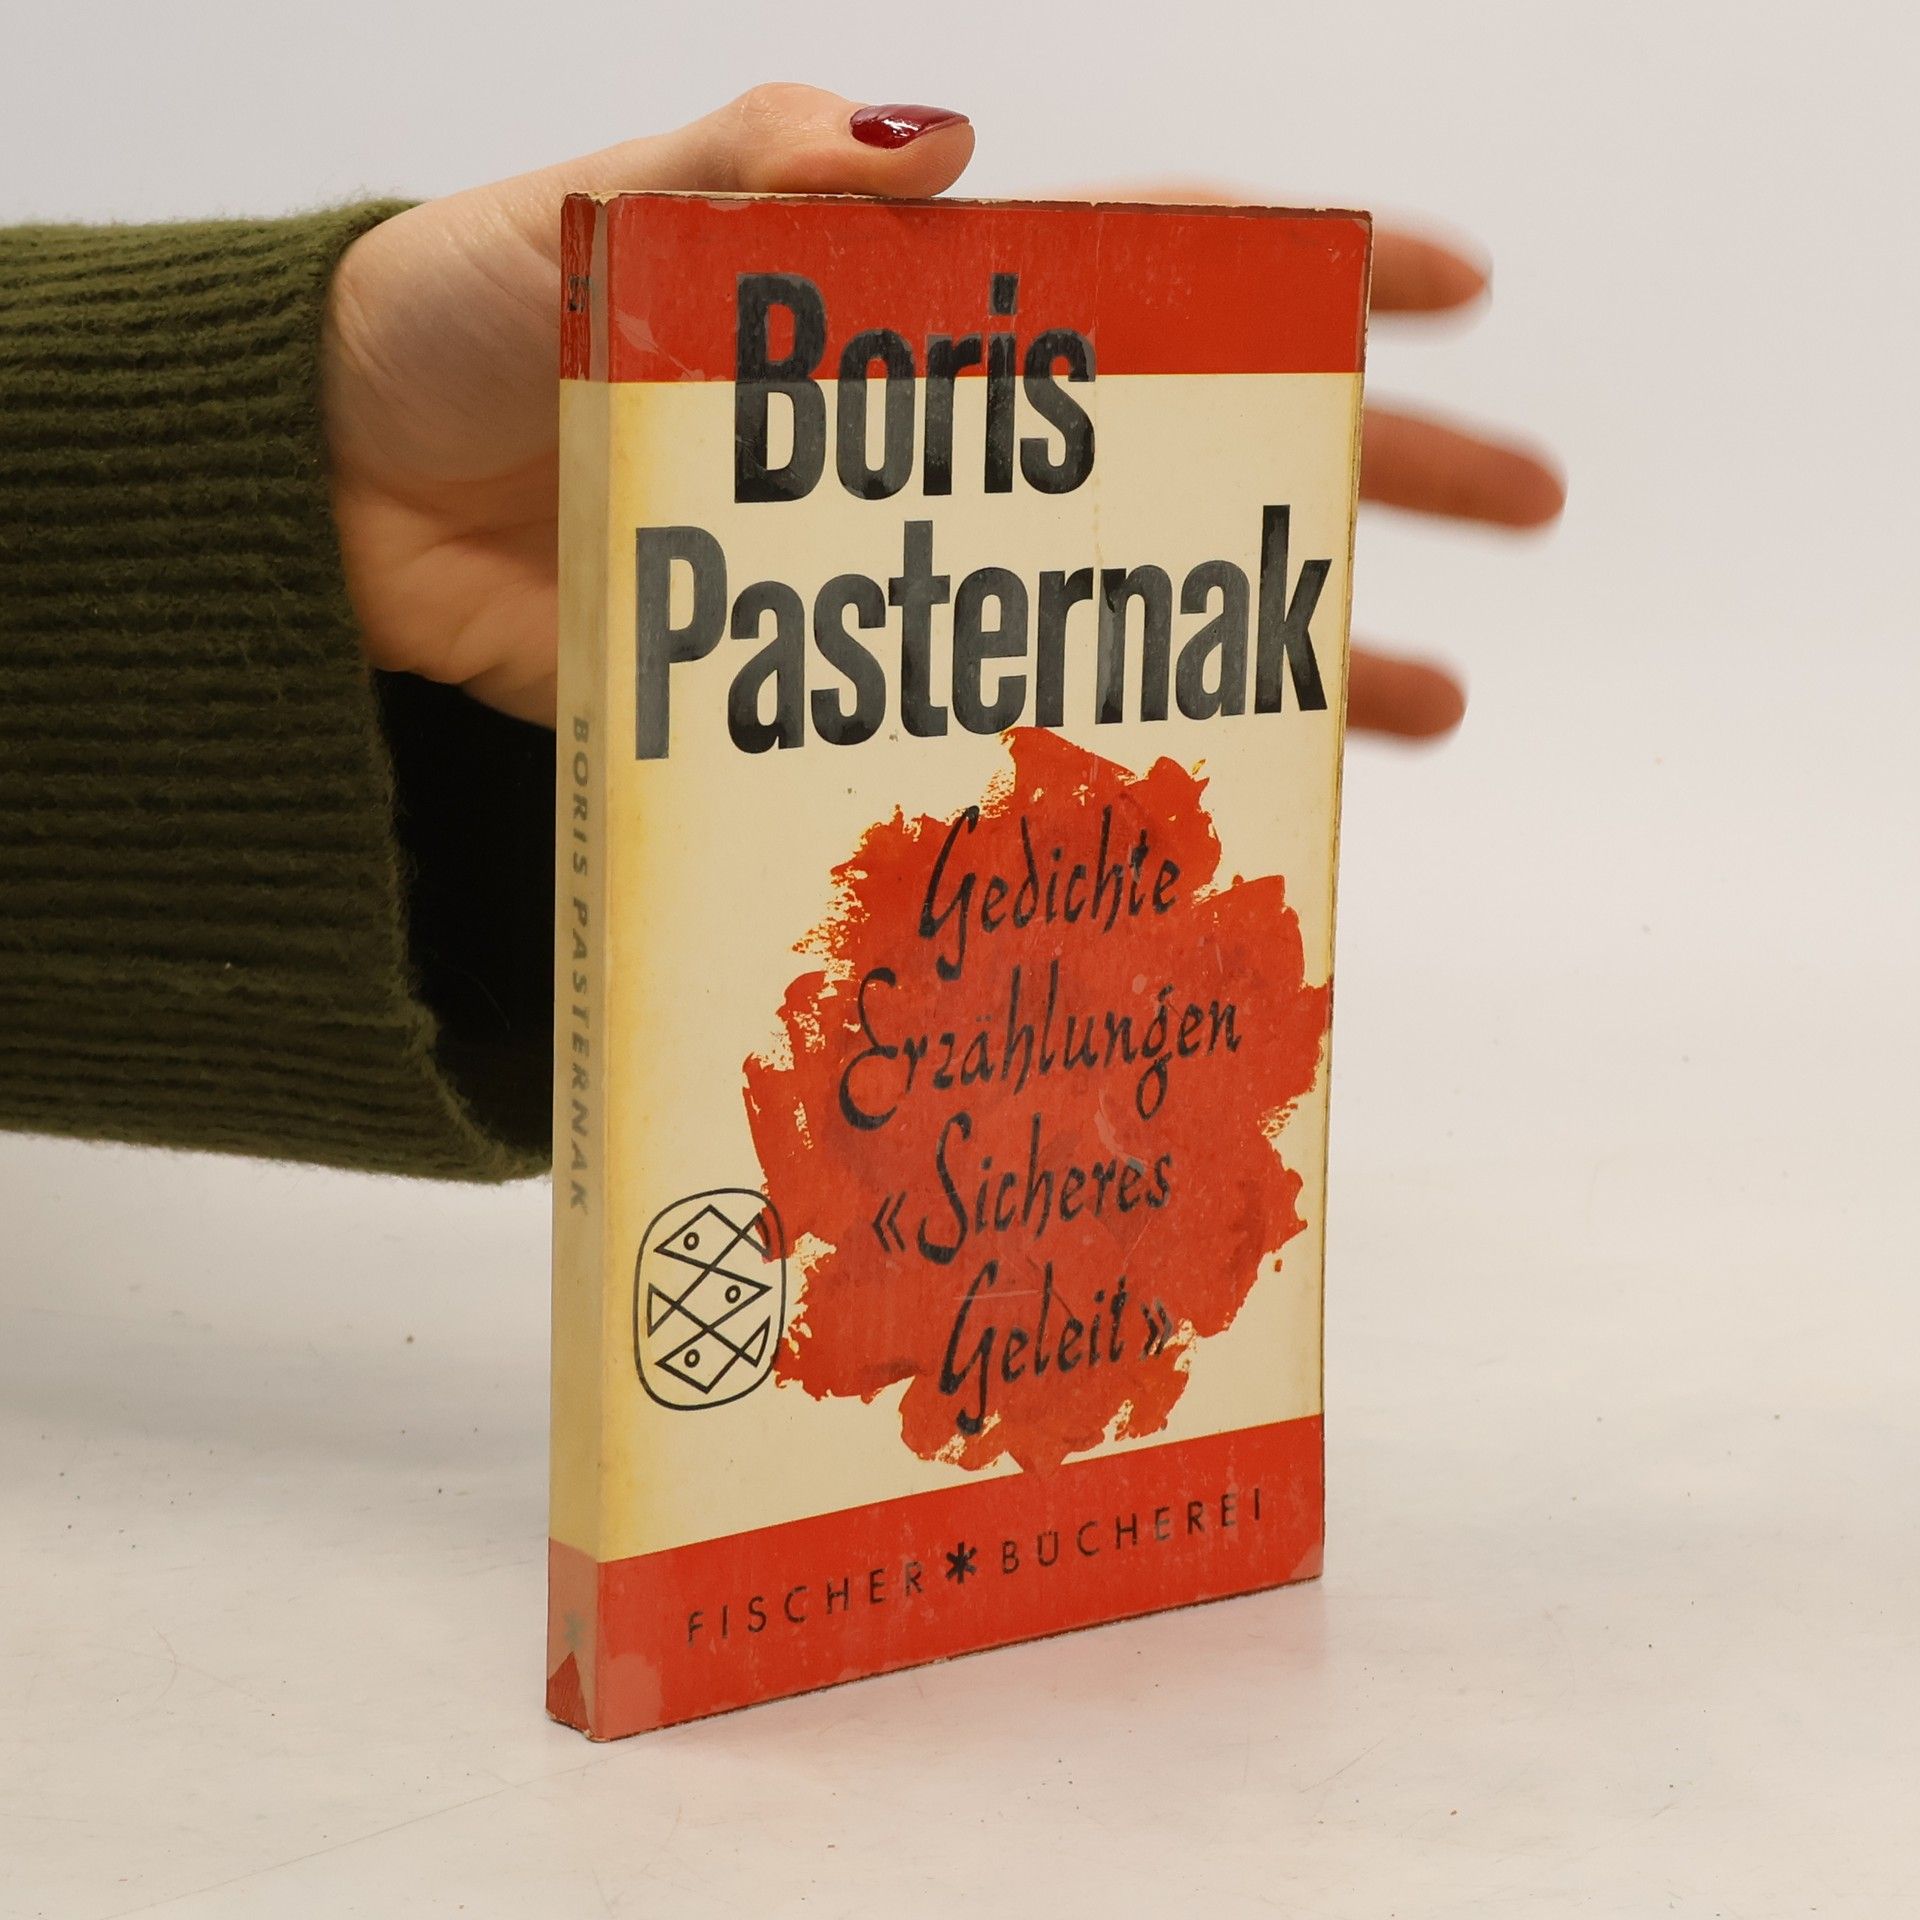 Boris
Pasternak
Gedichte
Erzählungen
«Sicheres
Geleit»
FISCHER * BÜCHEREI
BORIS PASTERNAK